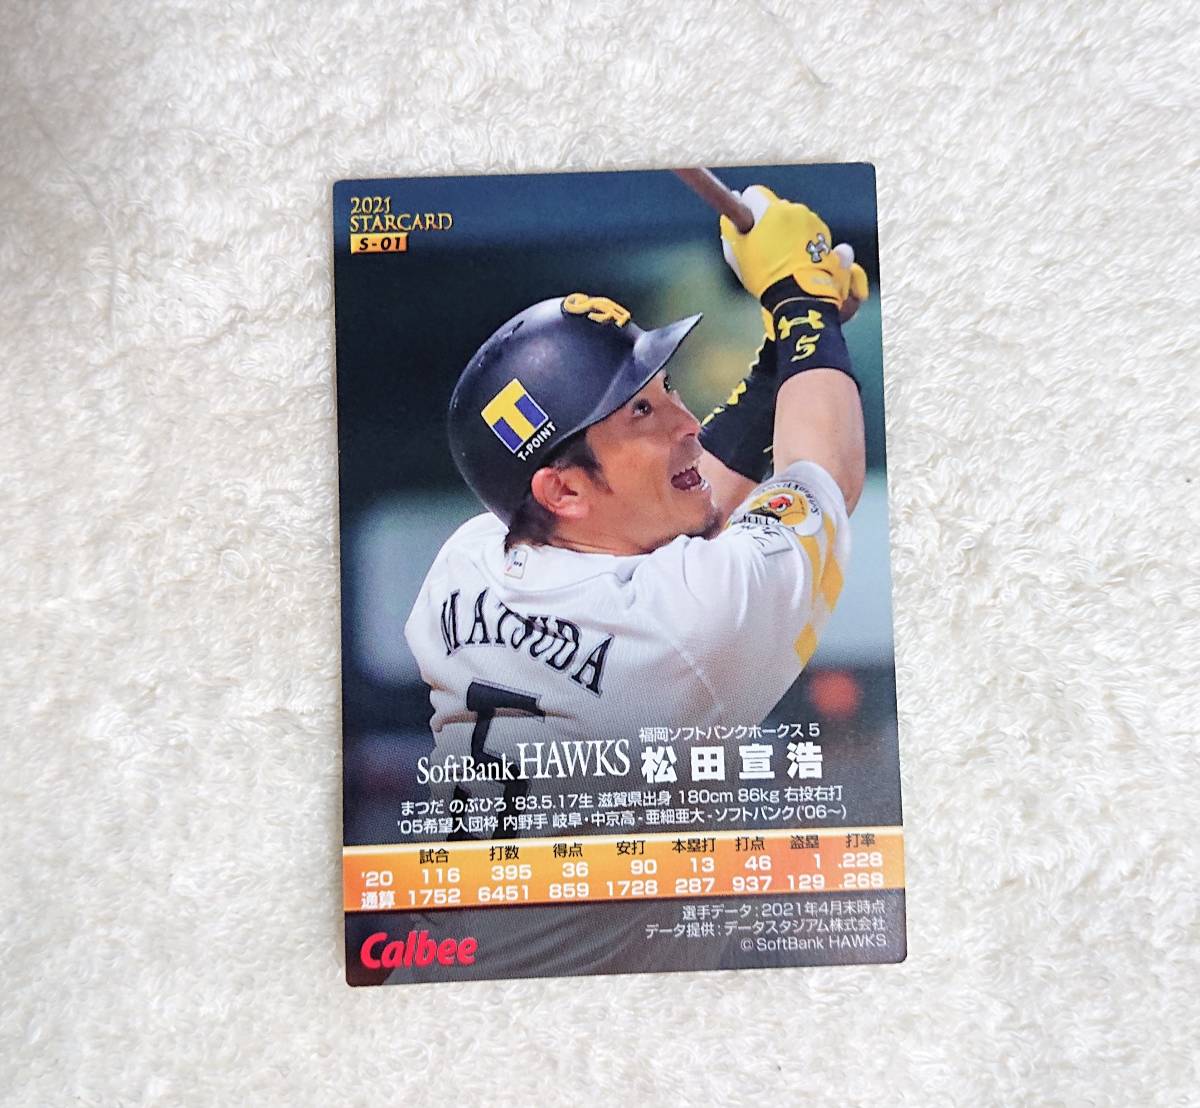 2021
STARCARD
S-01
SH
T
T-POINT
5
MATSUDA
5
福岡ソフトバンクホークス 5
SoftBank HAWKS 松田宣浩
まつだ のぶひろ '83.5.17生 滋賀県出身 180cm 86kg 右投右打
'05希望入団枠 内野手 岐阜・中京高-亜細亜大-ソフトバンク('06〜)
試合 打数 得点 安打 本塁打 打点 盗塁 打率
'20 116 395 36 90 13 46 1 .228
通算 1752 6451 859 1728 287 937 129 .268
選手データ:2021年4月末時点
データ提供:データスタジアム株式会社
Calbee
© SoftBank HAWKS